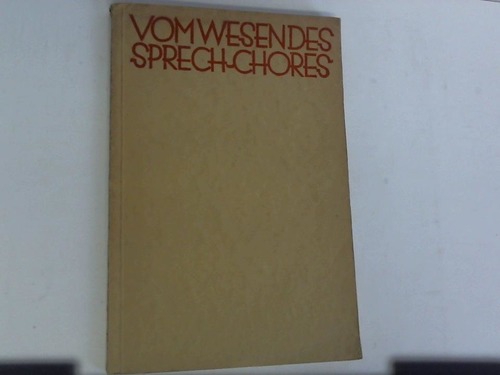 VOM WESEN DES
SPRECH-CHORES